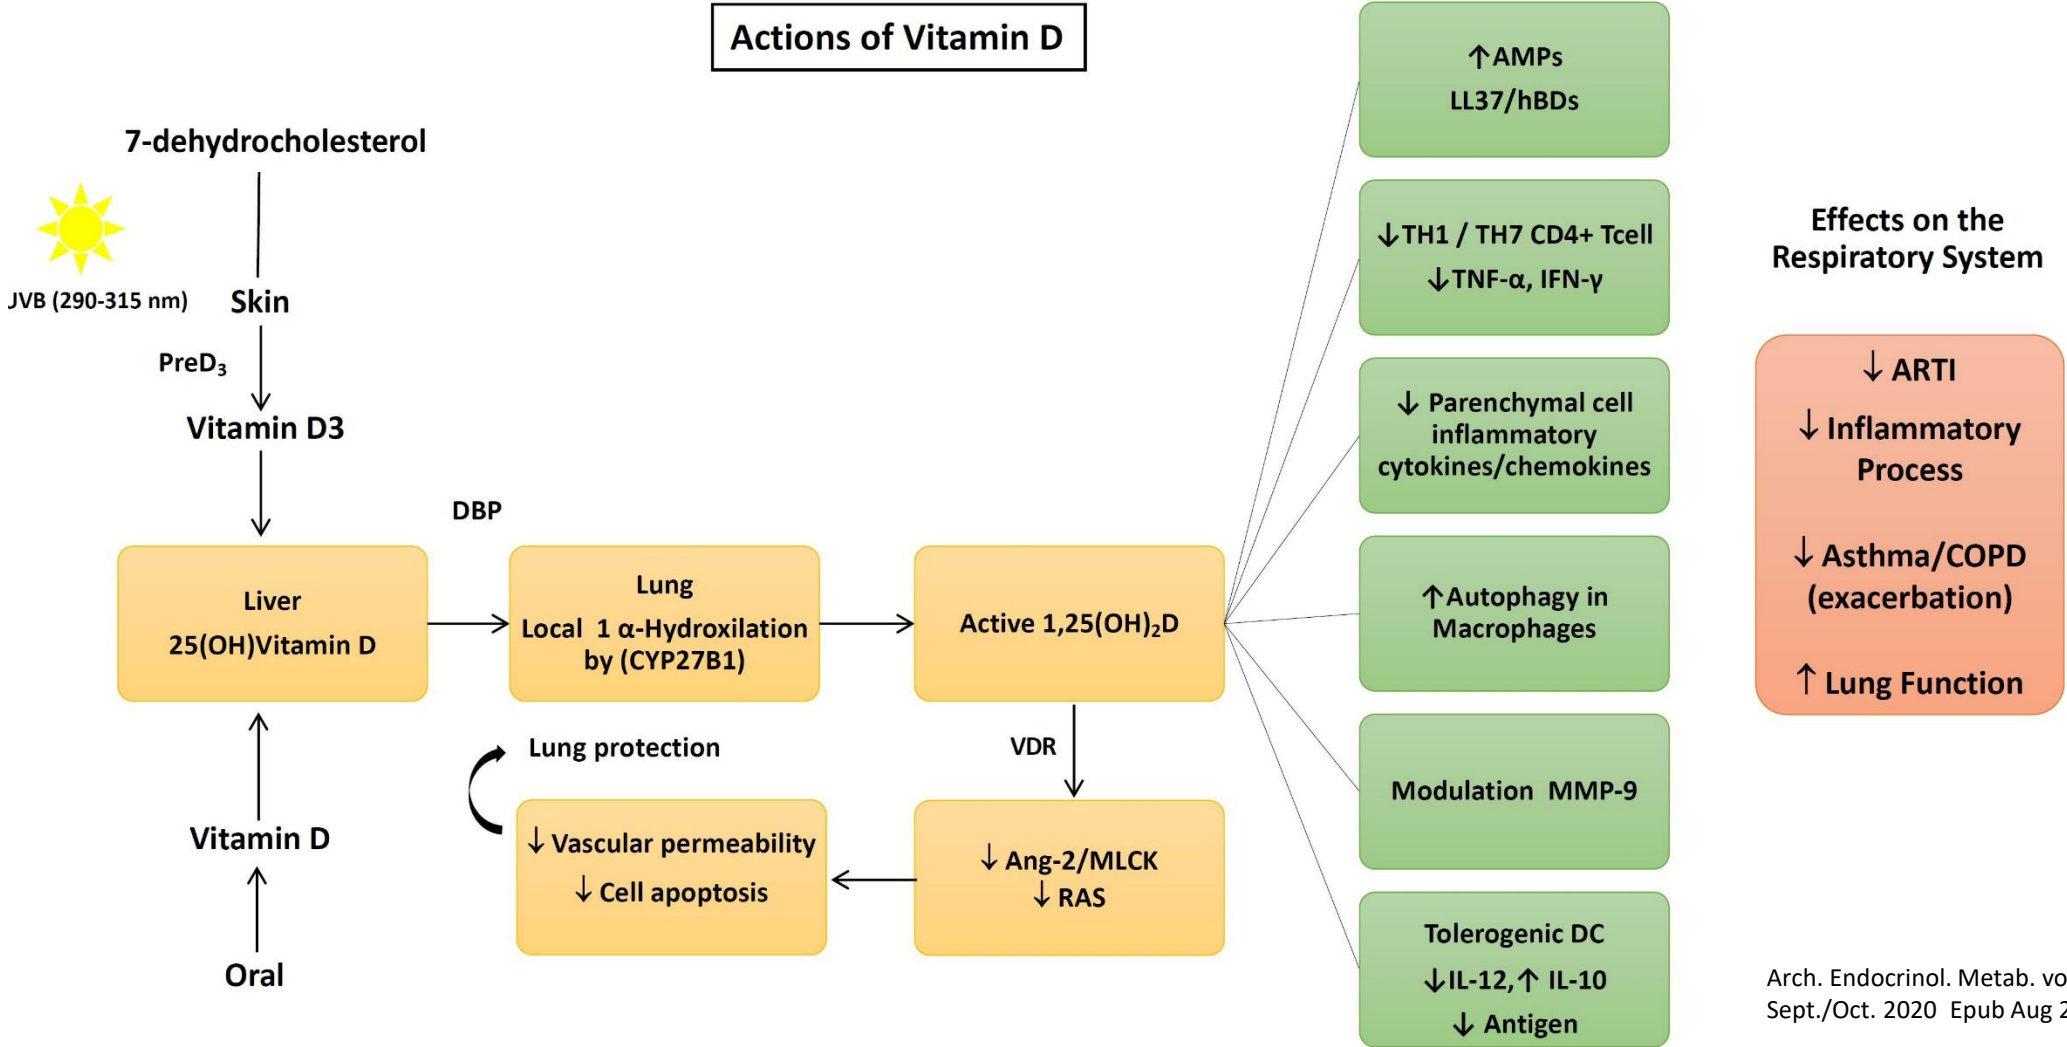 Actions of Vitamin D
7-dehydrocholesterol
JVB (290-315 nm)
Skin
PreD₃
Vitamin D3
DBP
Liver
25(OH)Vitamin D
Lung
Local 1 α-Hydroxilation
by (CYP27B1)
Active 1,25(OH)₂D
Vitamin D
Oral
Lung protection
VDR
↓ Vascular permeability
↓ Cell apoptosis
↓ Ang-2/MLCK
↓ RAS
↑AMPs
LL37/hBDs
↓TH1 / TH7 CD4+ Tcell
↓TNF-α, IFN-γ
↓ Parenchymal cell
inflammatory
cytokines/chemokines
↑Autophagy in
Macrophages
Modulation MMP-9
Tolerogenic DC
↓IL-12,↑ IL-10
↓ Antigen
Effects on the
Respiratory System
↓ ARTI
↓ Inflammatory
Process
↓ Asthma/COPD
(exacerbation)
↑ Lung Function
Arch. Endocrinol. Metab. vo
Sept./Oct. 2020 Epub Aug 2